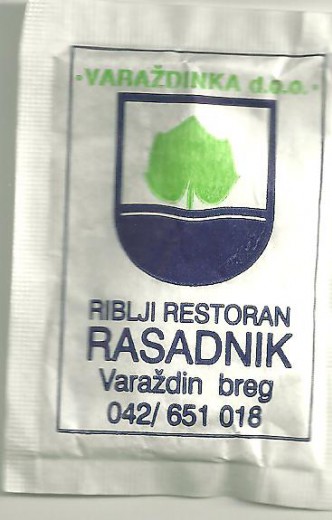 ·VARAŽDINKA d.o.o.·
RIBLJI RESTORAN
RASADNIK
Varaždin breg
042/ 651 018